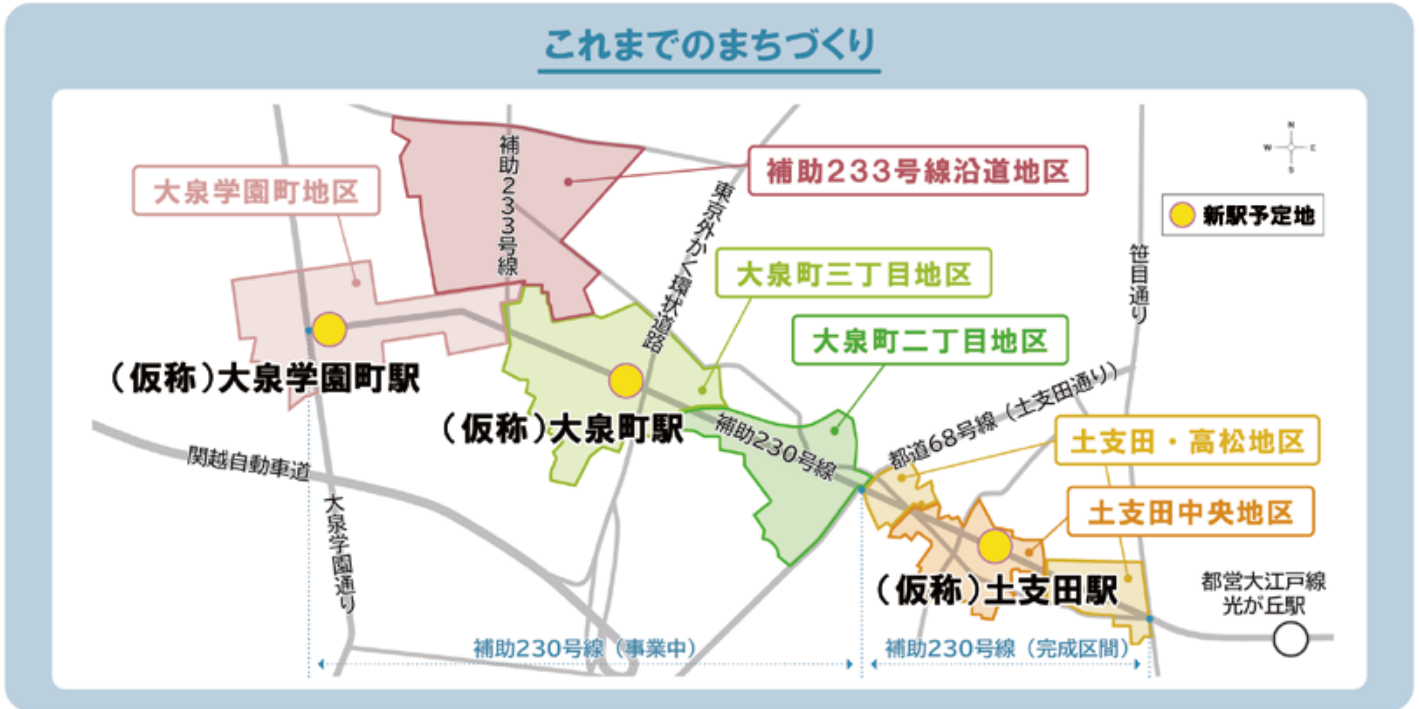 これまでのまちづくり
N
W
E
S
新駅予定地
補助233号線沿道地区
大泉学園町地区
補助233号線
東京外かく環状道路
笹目通り
大泉町三丁目地区
大泉町二丁目地区
(仮称)大泉学園町駅
(仮称)大泉町駅
補助230号線
都道68号線(土支田通り)
土支田・高松地区
関越自動車道
大泉学園通り
土支田中央地区
(仮称)土支田駅
都営大江戸線
光が丘駅
補助230号線(事業中)
補助230号線(完成区間)